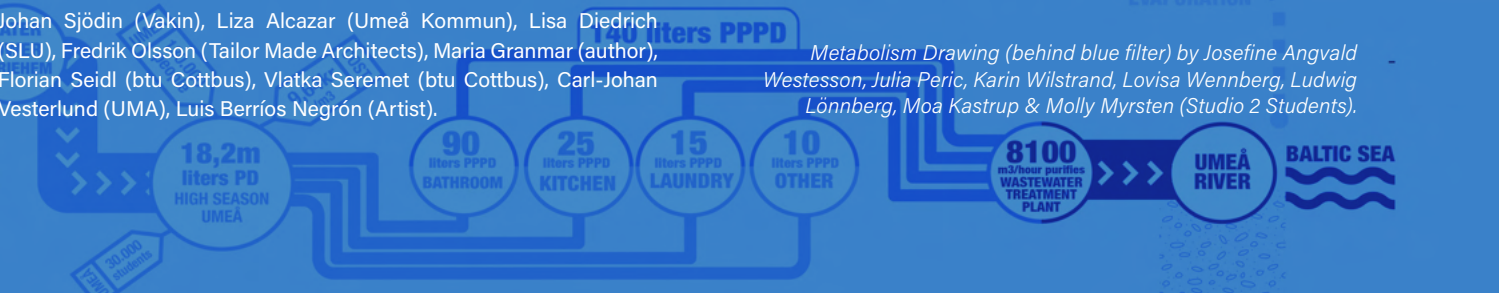 EVAPORATION
Johan Sjödin (Vakin), Liza Alcazar (Umeå Kommun), Lisa Diedrich
(SLU), Fredrik Olsson (Tailor Made Architects), Maria Granmar (author),
Florian Seidl (btu Cottbus), Vlatka Seremet (btu Cottbus), Carl-Johan
Vesterlund (UMA), Luis Berríos Negrón (Artist).
140 liters PPPD
Metabolism Drawing (behind blue filter) by Josefine Angvald
Westesson, Julia Peric, Karin Wilstrand, Lovisa Wennberg, Ludwig
Lönnberg, Moa Kastrup & Molly Myrsten (Studio 2 Students).
18,2m
liters PD
HIGH SEASON
UMEÅ
90
liters PPPD
BATHROOM
25
liters PPPD
KITCHEN
15
liters PPPD
LAUNDRY
10
liters PPPD
OTHER
8100
m3/hour purifies
WASTEWATER
TREATMENT
PLANT
UMEÅ
RIVER
BALTIC SEA
30.000
students
UMEÅ